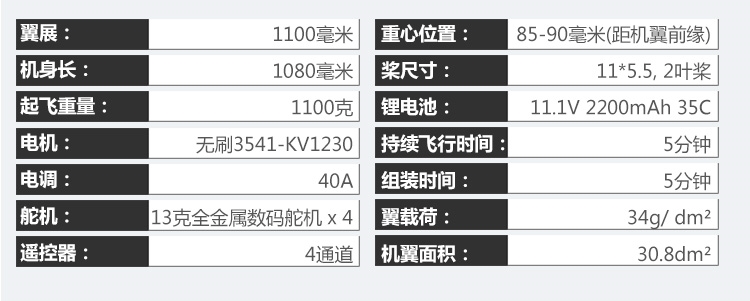 翼展： 1100毫米
机身长： 1080毫米
起飞重量： 1100克
电机： 无刷3541-KV1230
电调： 40A
舵机： 13克全金属数码舵机 x 4
遥控器： 4通道
重心位置： 85-90毫米(距机翼前缘)
桨尺寸： 11*5.5, 2叶桨
锂电池： 11.1V 2200mAh 35C
持续飞行时间： 5分钟
组装时间： 5分钟
翼载荷： 34g/ dm²
机翼面积： 30.8dm²